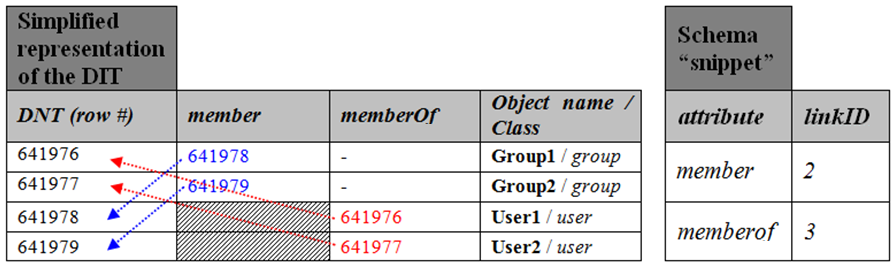 Simplified
representation
of the DIT
DNT (row #) member memberOf Object name /
Class
641976 641978 - Group1 / group
641977 641979 - Group2 / group
641978 641976 User1 / user
641979 641977 User2 / user
Schema
“snippet”
attribute linkID
member 2
memberof 3